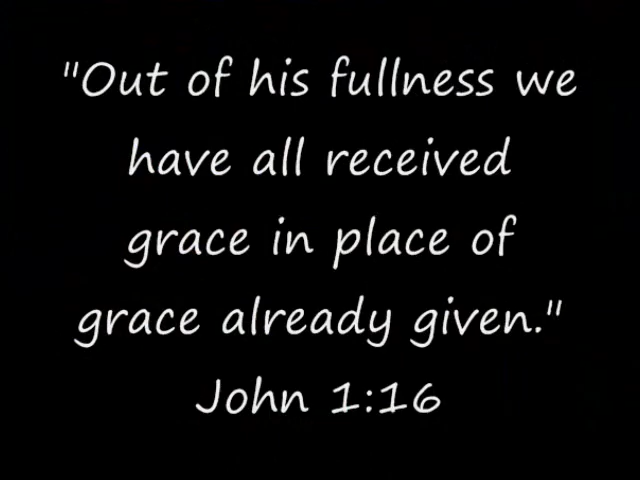 "Out of his fullness we
have all received
grace in place of
grace already given."
John 1:16